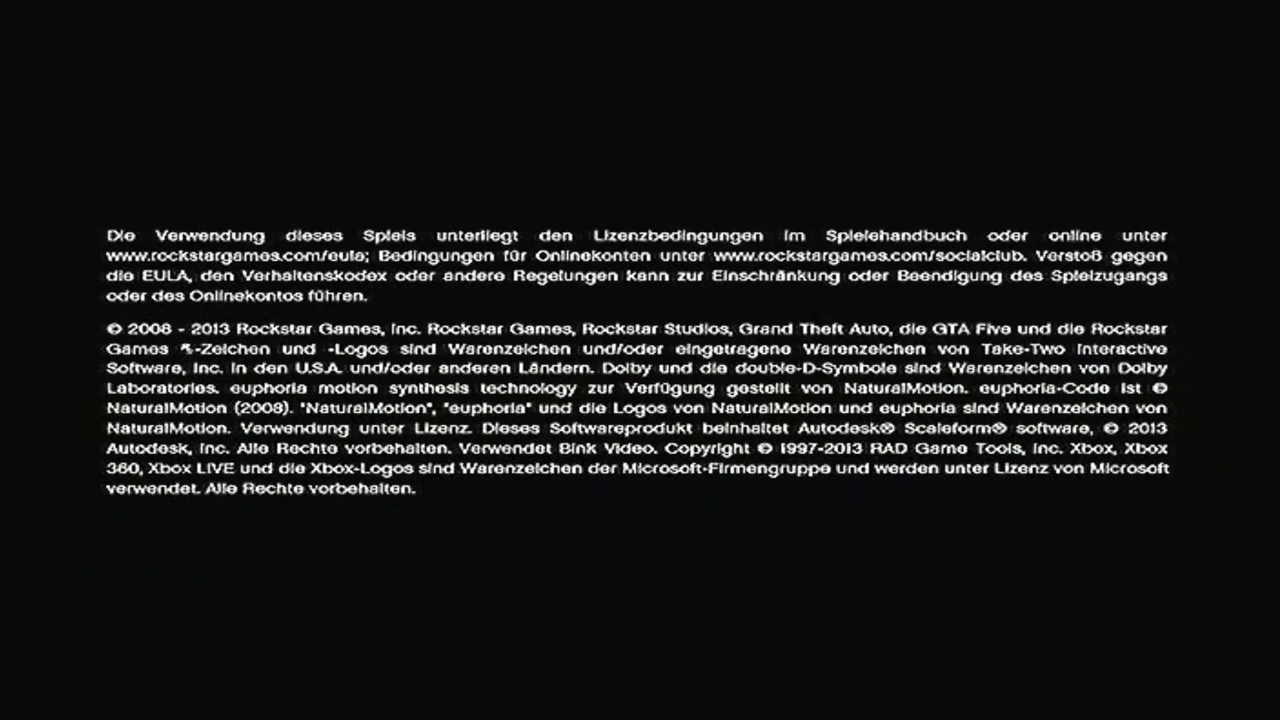 Die Verwendung dieses Spiels unterliegt den Lizenzbedingungen im Spielehandbuch oder online unter
www.rockstargames.com/eula; Bedingungen für Onlinekonten unter www.rockstargames.com/socialclub. Verstoß gegen
die EULA, den Verhaltenskodex oder andere Regelungen kann zur Einschränkung oder Beendigung des Spielzugangs
oder des Onlinekontos führen.
© 2008 - 2013 Rockstar Games, Inc. Rockstar Games, Rockstar Studios, Grand Theft Auto, die GTA Five und die Rockstar
Games R*-Zeichen und -Logos sind Warenzeichen und/oder eingetragene Warenzeichen von Take-Two Interactive
Software, Inc. in den U.S.A. und/oder anderen Ländern. Dolby und die double-D-Symbole sind Warenzeichen von Dolby
Laboratories. euphoria motion synthesis technology zur Verfügung gestellt von NaturalMotion. euphoria-Code ist ©
NaturalMotion (2008). "NaturalMotion", "euphoria" und die Logos von NaturalMotion und euphoria sind Warenzeichen von
NaturalMotion. Verwendung unter Lizenz. Dieses Softwareprodukt beinhaltet Autodesk® Scaleform® software, © 2013
Autodesk, Inc. Alle Rechte vorbehalten. Verwendet Bink Video. Copyright © 1997-2013 RAD Game Tools, Inc. Xbox, Xbox
360, Xbox LIVE und die Xbox-Logos sind Warenzeichen der Microsoft-Firmengruppe und werden unter Lizenz von Microsoft
verwendet. Alle Rechte vorbehalten.